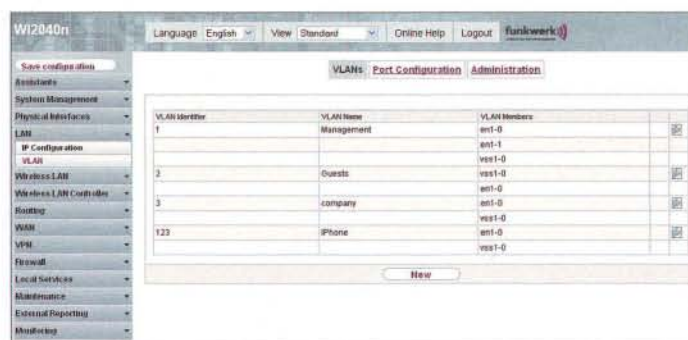 WI2040n
Language English View Standard Online Help Logout funkwerk
Save configuration
VLANs Port Configuration Administration
Assistants
System Management
Physical Interfaces
LAN
IP Configuration
VLAN
Wireless LAN
Wireless LAN Controller
Routing
WAN
VPN
Firewall
Local Services
Maintenance
External Reporting
Monitoring
VLAN Identifier VLAN Name VLAN Members
1 Management en1-0
en1-1
vss1-0
2 Guests vss1-0
en1-0
3 company en1-0
vss1-0
123 iPhone en1-0
vss1-0
New